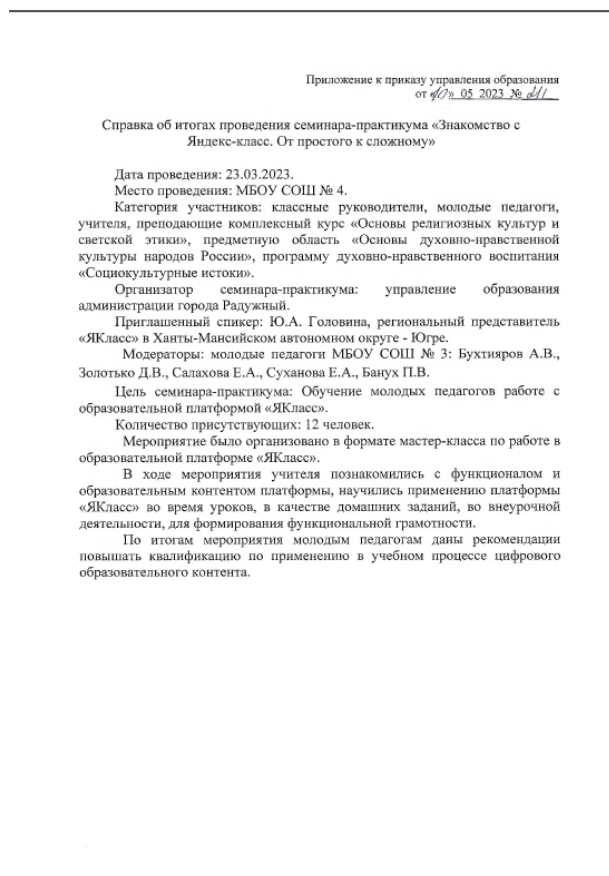 Приложение к приказу управления образования
от «10» 05 2023 №
Справка об итогах проведения семинара-практикума «Знакомство с
Яндекс-класс. От простого к сложному»
Дата проведения: 23.03.2023.
Место проведения: МБОУ СОШ № 4.
Категория участников: классные руководители, молодые педагоги,
учителя, преподающие комплексный курс «Основы религиозных культур и
светской этики», предметную область «Основы духовно-нравственной
культуры народов России», программу духовно-нравственного воспитания
«Социокультурные истоки».
Организатор семинара-практикума: управление образования
администрации города Радужный.
Приглашенный спикер: Ю.А. Головина, региональный представитель
«ЯКласс» в Ханты-Мансийском автономном округе - Югре.
Модераторы: молодые педагоги МБОУ СОШ № 3: Бухтияров А.В.,
Золотько Д.В., Салахова Е.А., Суханова Е.А., Банух П.В.
Цель семинара-практикума: Обучение молодых педагогов работе с
образовательной платформой «ЯКласс».
Количество присутствующих: 12 человек.
Мероприятие было организовано в формате мастер-класса по работе в
образовательной платформе «ЯКласс».
В ходе мероприятия учителя познакомились с функционалом и
образовательным контентом платформы, научились применению платформы
«ЯКласс» во время уроков, в качестве домашних заданий, во внеурочной
деятельности, для формирования функциональной грамотности.
По итогам мероприятия молодым педагогам даны рекомендации
повышать квалификацию по применению в учебном процессе цифрового
образовательного контента.